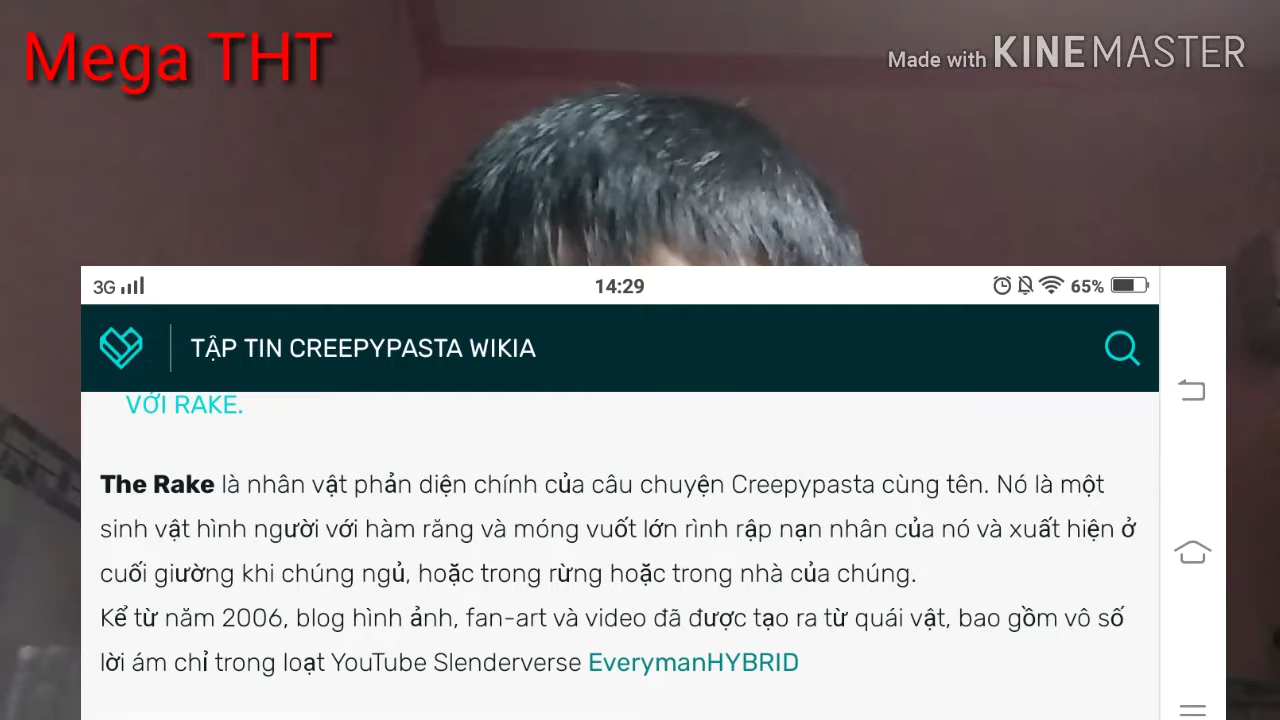 Mega THT
Made with KINEMASTER
3G 14:29 65%
TẬP TIN CREEPYPASTA WIKIA
VỚI RAKE.
The Rake là nhân vật phản diện chính của câu chuyện Creepypasta cùng tên. Nó là một
sinh vật hình người với hàm răng và móng vuốt lớn rình rập nạn nhân của nó và xuất hiện ở
cuối giường khi chúng ngủ, hoặc trong rừng hoặc trong nhà của chúng.
Kể từ năm 2006, blog hình ảnh, fan-art và video đã được tạo ra từ quái vật, bao gồm vô số
lời ám chỉ trong loạt YouTube Slenderverse EverymanHYBRID